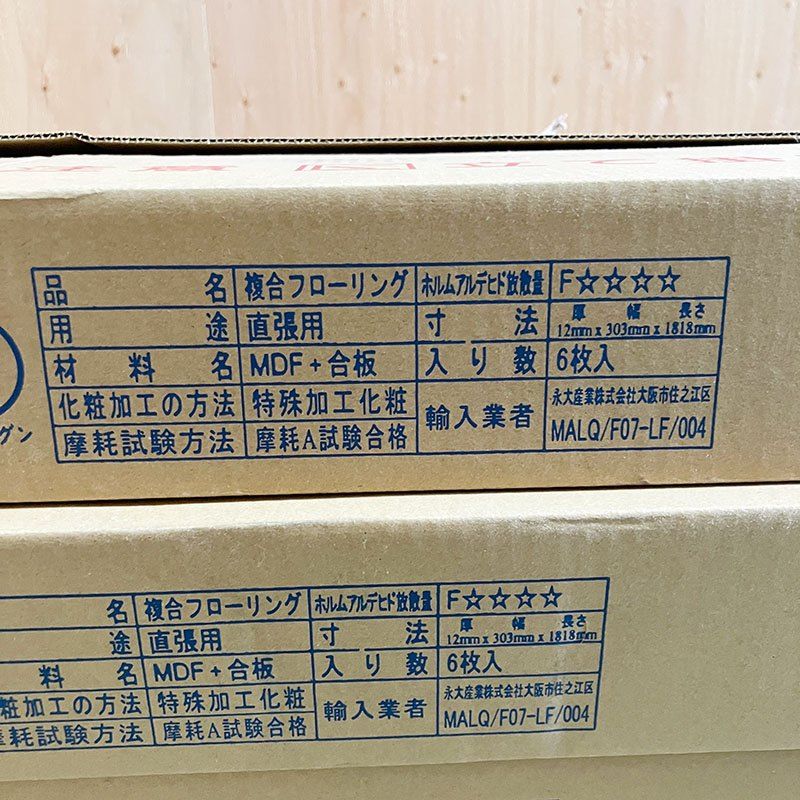 品名 複合フローリング ホルムアルデヒド放散量 F☆☆☆☆
用途 直張用 寸法 厚 幅 長さ
12mm x 303mm x 1818mm
材料名 MDF+合板 入り数 6枚入
化粧加工の方法 特殊加工化粧 輸入業者 永大産業株式会社大阪市住之江区
摩耗試験方法 摩耗A試験合格 MALQ/F07-LF/004
グン
名 複合フローリング ホルムアルデヒド放散量 F☆☆☆☆
途 直張用 寸法 厚 幅 長さ
12mm x 303mm x 1818mm
料名 MDF+合板 入り数 6枚入
粧加工の方法 特殊加工化粧 輸入業者 永大産業株式会社大阪市住之江区
耗試験方法 摩耗A試験合格 MALQ/F07-LF/004